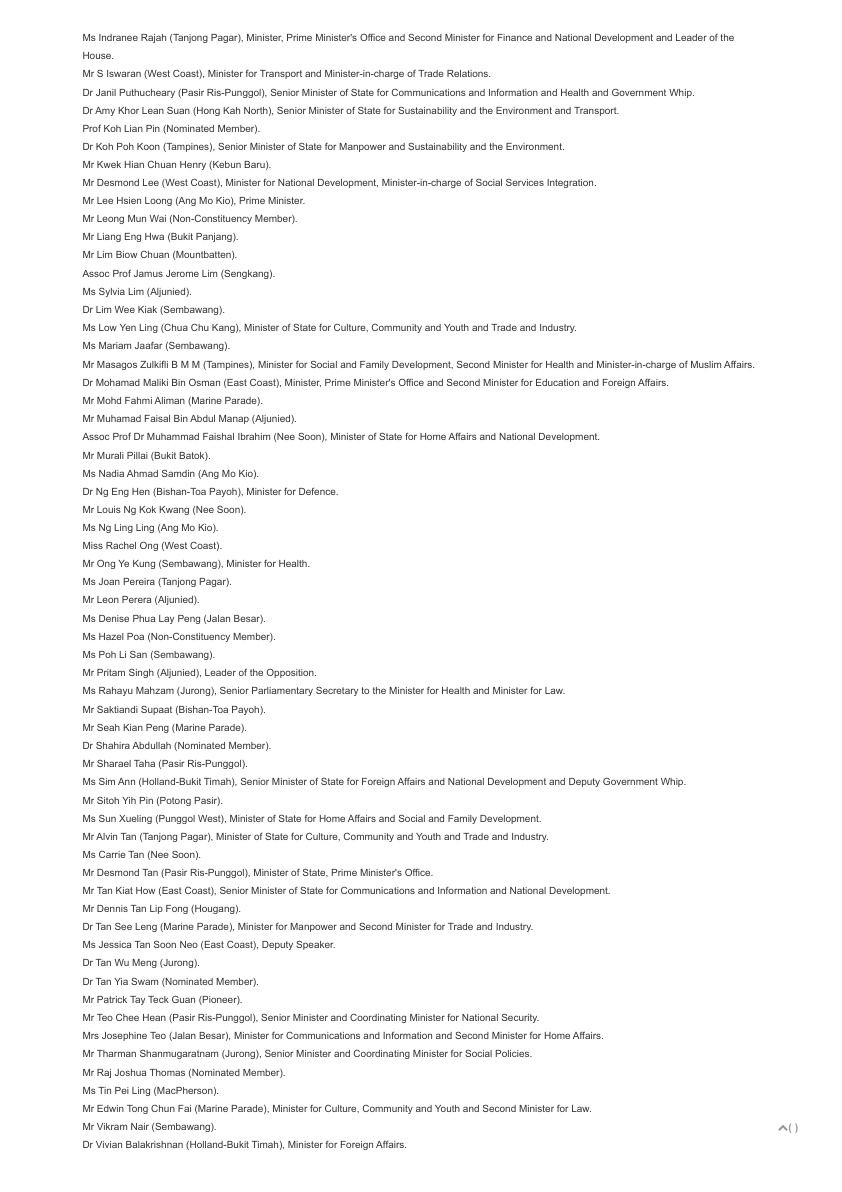 Ms Indranee Rajah (Tanjong Pagar), Minister, Prime Minister's Office and Second Minister for Finance and National Development and Leader of the
House.
Mr S Iswaran (West Coast), Minister for Transport and Minister-in-charge of Trade Relations.
Dr Janil Puthucheary (Pasir Ris-Punggol), Senior Minister of State for Communications and Information and Health and Government Whip.
Dr Amy Khor Lean Suan (Hong Kah North), Senior Minister of State for Sustainability and the Environment and Transport.
Prof Koh Lian Pin (Nominated Member).
Dr Koh Poh Koon (Tampines), Senior Minister of State for Manpower and Sustainability and the Environment.
Mr Kwek Hian Chuan Henry (Kebun Baru).
Mr Desmond Lee (West Coast), Minister for National Development, Minister-in-charge of Social Services Integration.
Mr Lee Hsien Loong (Ang Mo Kio), Prime Minister.
Mr Leong Mun Wai (Non-Constituency Member).
Mr Liang Eng Hwa (Bukit Panjang).
Mr Lim Biow Chuan (Mountbatten).
Assoc Prof Jamus Jerome Lim (Sengkang).
Ms Sylvia Lim (Aljunied).
Dr Lim Wee Kiak (Sembawang).
Ms Low Yen Ling (Chua Chu Kang), Minister of State for Culture, Community and Youth and Trade and Industry.
Ms Mariam Jaafar (Sembawang).
Mr Masagos Zulkifli B M M (Tampines), Minister for Social and Family Development, Second Minister for Health and Minister-in-charge of Muslim Affairs.
Dr Mohamad Maliki Bin Osman (East Coast), Minister, Prime Minister's Office and Second Minister for Education and Foreign Affairs.
Mr Mohd Fahmi Aliman (Marine Parade).
Mr Muhamad Faisal Bin Abdul Manap (Aljunied).
Assoc Prof Dr Muhammad Faishal Ibrahim (Nee Soon), Minister of State for Home Affairs and National Development.
Mr Murali Pillai (Bukit Batok).
Ms Nadia Ahmad Samdin (Ang Mo Kio).
Dr Ng Eng Hen (Bishan-Toa Payoh), Minister for Defence.
Mr Louis Ng Kok Kwang (Nee Soon).
Ms Ng Ling Ling (Ang Mo Kio).
Miss Rachel Ong (West Coast).
Mr Ong Ye Kung (Sembawang), Minister for Health.
Ms Joan Pereira (Tanjong Pagar).
Mr Leon Perera (Aljunied).
Ms Denise Phua Lay Peng (Jalan Besar).
Ms Hazel Poa (Non-Constituency Member).
Ms Poh Li San (Sembawang).
Mr Pritam Singh (Aljunied), Leader of the Opposition.
Ms Rahayu Mahzam (Jurong), Senior Parliamentary Secretary to the Minister for Health and Minister for Law.
Mr Saktiandi Supaat (Bishan-Toa Payoh).
Mr Seah Kian Peng (Marine Parade).
Dr Shahira Abdullah (Nominated Member).
Mr Sharael Taha (Pasir Ris-Punggol).
Ms Sim Ann (Holland-Bukit Timah), Senior Minister of State for Foreign Affairs and National Development and Deputy Government Whip.
Mr Sitoh Yih Pin (Potong Pasir).
Ms Sun Xueling (Punggol West), Minister of State for Home Affairs and Social and Family Development.
Mr Alvin Tan (Tanjong Pagar), Minister of State for Culture, Community and Youth and Trade and Industry.
Ms Carrie Tan (Nee Soon).
Mr Desmond Tan (Pasir Ris-Punggol), Minister of State, Prime Minister's Office.
Mr Tan Kiat How (East Coast), Senior Minister of State for Communications and Information and National Development.
Mr Dennis Tan Lip Fong (Hougang).
Dr Tan See Leng (Marine Parade), Minister for Manpower and Second Minister for Trade and Industry.
Ms Jessica Tan Soon Neo (East Coast), Deputy Speaker.
Dr Tan Wu Meng (Jurong).
Dr Tan Yia Swam (Nominated Member).
Mr Patrick Tay Teck Guan (Pioneer).
Mr Teo Chee Hean (Pasir Ris-Punggol), Senior Minister and Coordinating Minister for National Security.
Mrs Josephine Teo (Jalan Besar), Minister for Communications and Information and Second Minister for Home Affairs.
Mr Tharman Shanmugaratnam (Jurong), Senior Minister and Coordinating Minister for Social Policies.
Mr Raj Joshua Thomas (Nominated Member).
Ms Tin Pei Ling (MacPherson).
Mr Edwin Tong Chun Fai (Marine Parade), Minister for Culture, Community and Youth and Second Minister for Law.
Mr Vikram Nair (Sembawang).
( )
Dr Vivian Balakrishnan (Holland-Bukit Timah), Minister for Foreign Affairs.